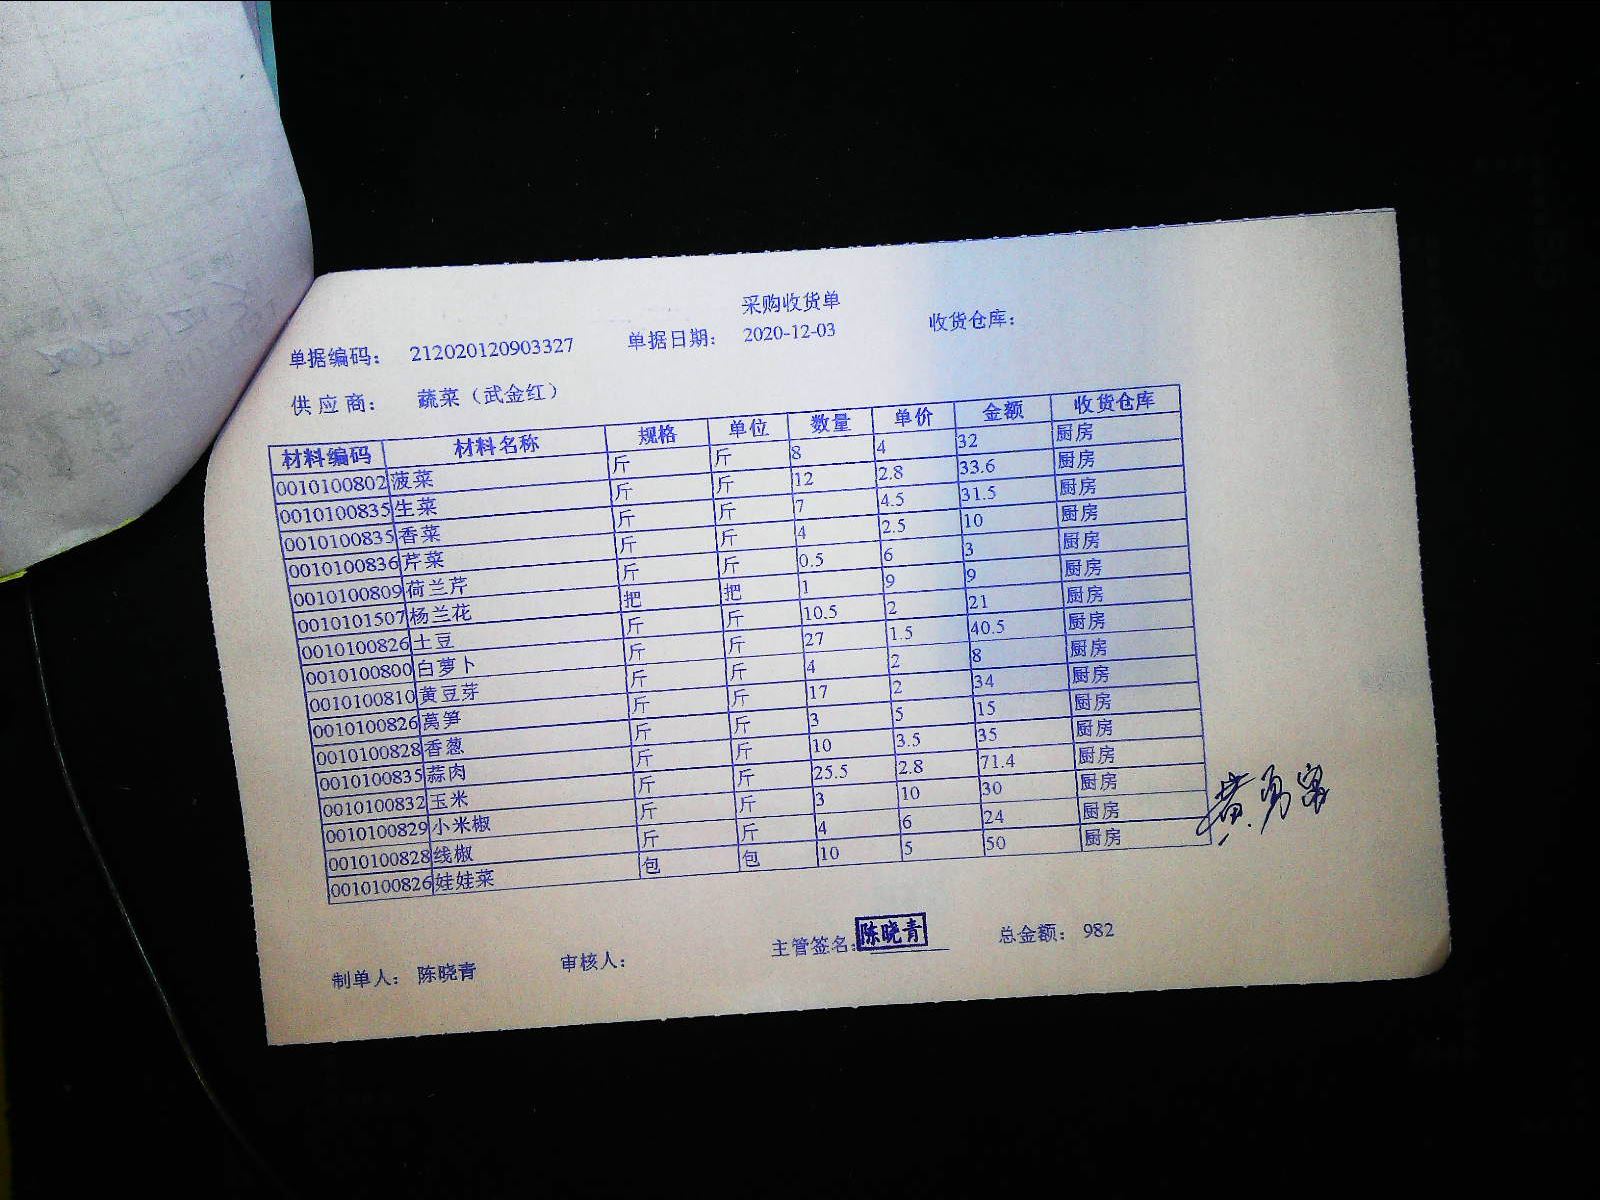 采购收货单
单据编码： 212020120903327 单据日期： 2020-12-03 收货仓库：
供应商： 蔬菜（武金红）
材料编码 材料名称 规格 单位 数量 单价 金额 收货仓库
0010100802 菠菜 斤 斤 8 4 32 厨房
0010100835 生菜 斤 斤 12 2.8 33.6 厨房
0010100835 香菜 斤 斤 7 4.5 31.5 厨房
0010100836 芹菜 斤 斤 4 2.5 10 厨房
0010100809 荷兰芹 斤 斤 0.5 6 3 厨房
0010101507 杨兰花 把 把 1 9 9 厨房
0010100826 土豆 斤 斤 10.5 2 21 厨房
0010100800 白萝卜 斤 斤 27 1.5 40.5 厨房
0010100810 黄豆芽 斤 斤 4 2 8 厨房
0010100826 莴笋 斤 斤 17 2 34 厨房
0010100828 香葱 斤 斤 3 5 15 厨房
0010100835 蒜肉 斤 斤 10 3.5 35 厨房
0010100832 玉米 斤 斤 25.5 2.8 71.4 厨房
0010100829 小米椒 斤 斤 3 10 30 厨房
0010100828 线椒 斤 斤 4 6 24 厨房
0010100826 娃娃菜 包 包 10 5 50 厨房
制单人： 陈晓青 审核人： 主管签名： 陈晓青 总金额： 982